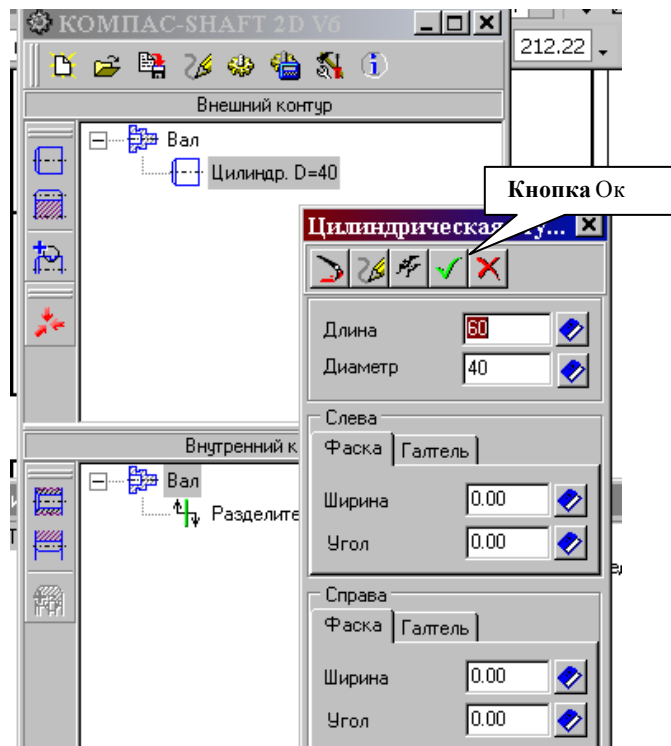 КОМПАС-SHAFT 2D V6
212.22
Внешний контур
Вал
Цилиндр. D=40
Кнопка Ок
Цилиндрическая ...
Длина 60
Диаметр 40
Слева
Фаска Галтель
Ширина 0.00
Угол 0.00
Внутренний к
Вал
Разделите
Справа
Фаска Галтель
Ширина 0.00
Угол 0.00